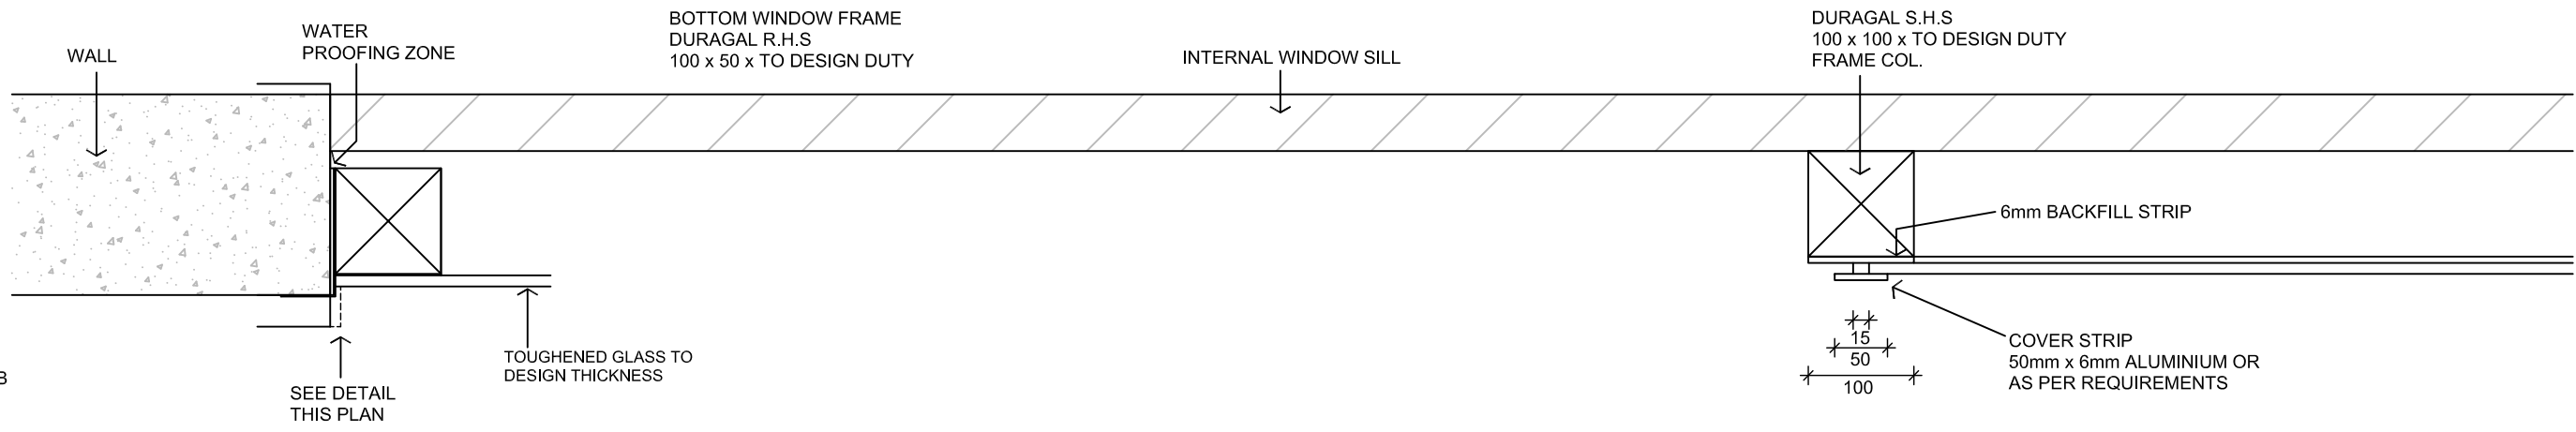 WALL
WATER
PROOFING ZONE
BOTTOM WINDOW FRAME
DURAGAL R.H.S
100 x 50 x TO DESIGN DUTY
INTERNAL WINDOW SILL
DURAGAL S.H.S
100 x 100 x TO DESIGN DUTY
FRAME COL.
6mm BACKFILL STRIP
TOUGHENED GLASS TO
DESIGN THICKNESS
SEE DETAIL
THIS PLAN
B
15
50
100
COVER STRIP
50mm x 6mm ALUMINIUM OR
AS PER REQUIREMENTS